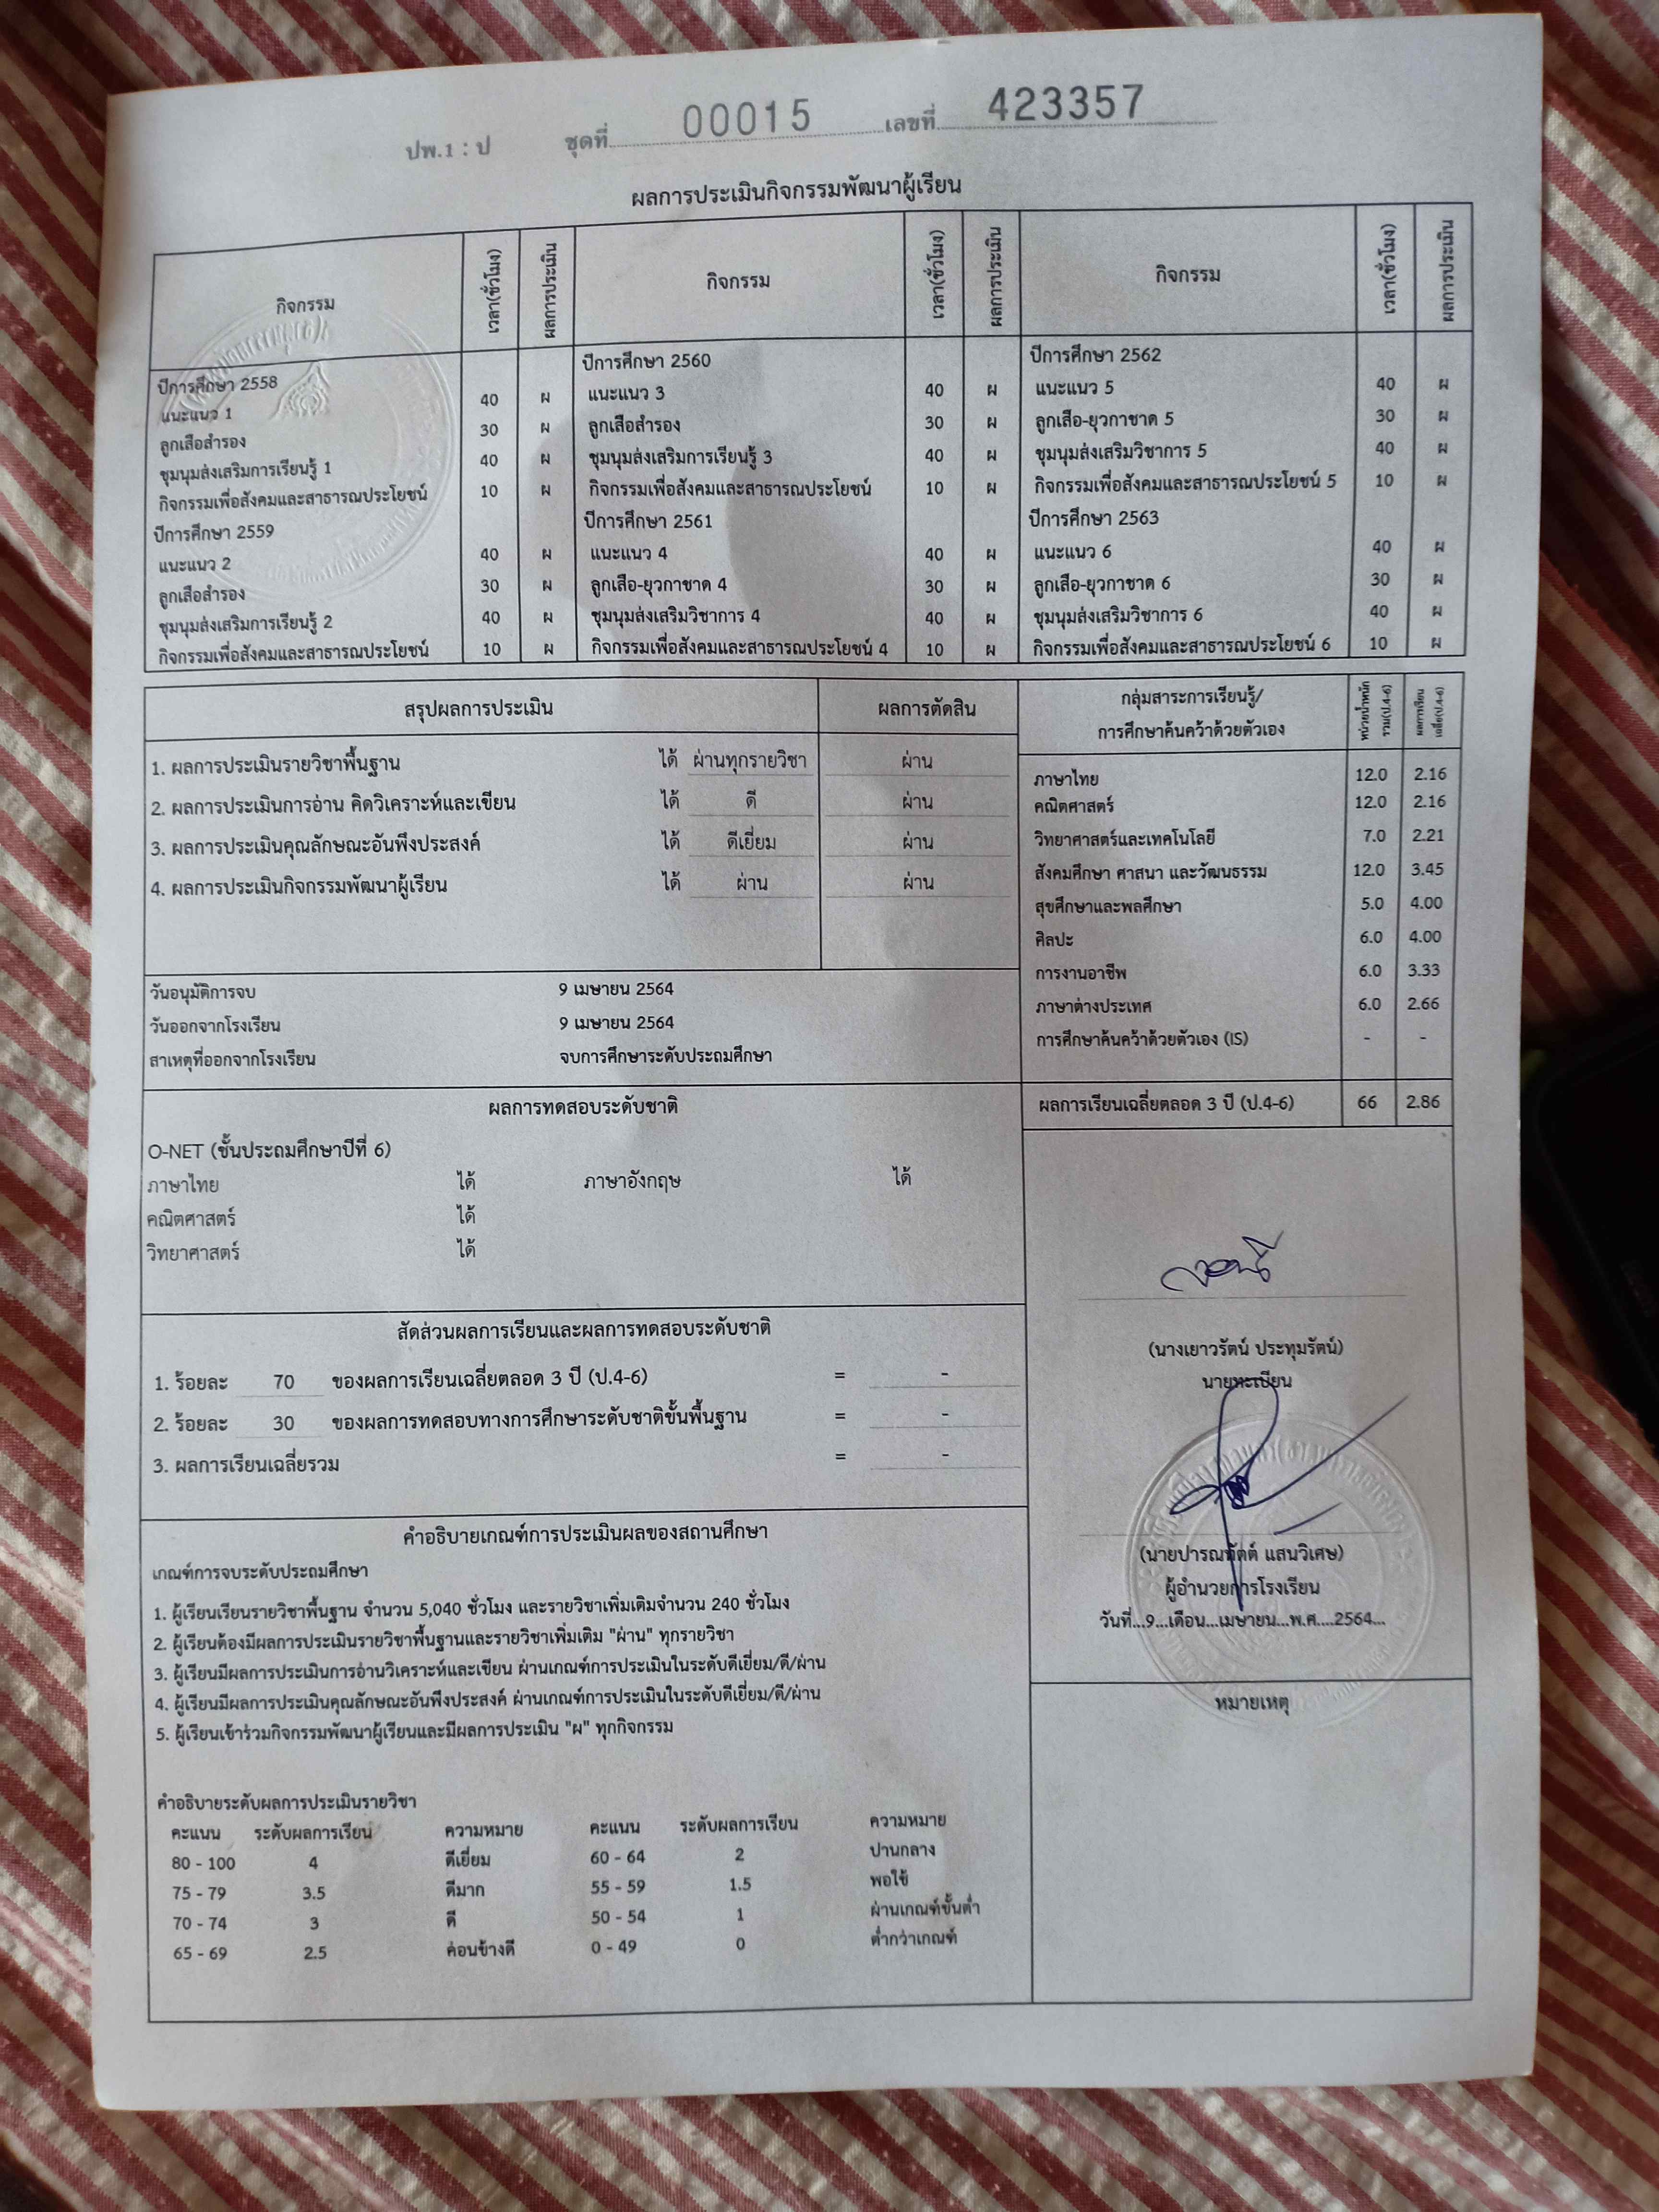 ปพ.1 : ป ชุดที่ 00015 เลขที่ 423357
ผลการประเมินกิจกรรมพัฒนาผู้เรียน
กิจกรรม เวลา(ชั่วโมง) ผลการประเมิน กิจกรรม เวลา(ชั่วโมง) ผลการประเมิน กิจกรรม เวลา(ชั่วโมง) ผลการประเมิน
ปีการศึกษา 2558
แนะแนว 1 40 ผ
ลูกเสือสำรอง 30 ผ
ชุมนุมส่งเสริมการเรียนรู้ 1 40 ผ
กิจกรรมเพื่อสังคมและสาธารณประโยชน์ 10 ผ
ปีการศึกษา 2559
แนะแนว 2 40 ผ
ลูกเสือสำรอง 30 ผ
ชุมนุมส่งเสริมการเรียนรู้ 2 40 ผ
กิจกรรมเพื่อสังคมและสาธารณประโยชน์ 10 ผ
ปีการศึกษา 2560
แนะแนว 3 40 ผ
ลูกเสือสำรอง 30 ผ
ชุมนุมส่งเสริมการเรียนรู้ 3 40 ผ
กิจกรรมเพื่อสังคมและสาธารณประโยชน์ 10 ผ
ปีการศึกษา 2561
แนะแนว 4 40 ผ
ลูกเสือ-ยุวกาชาด 4 30 ผ
ชุมนุมส่งเสริมวิชาการ 4 40 ผ
กิจกรรมเพื่อสังคมและสาธารณประโยชน์ 4 10 ผ
ปีการศึกษา 2562
แนะแนว 5 40 ผ
ลูกเสือ-ยุวกาชาด 5 30 ผ
ชุมนุมส่งเสริมวิชาการ 5 40 ผ
กิจกรรมเพื่อสังคมและสาธารณประโยชน์ 5 10 ผ
ปีการศึกษา 2563
แนะแนว 6 40 ผ
ลูกเสือ-ยุวกาชาด 6 30 ผ
ชุมนุมส่งเสริมวิชาการ 6 40 ผ
กิจกรรมเพื่อสังคมและสาธารณประโยชน์ 6 10 ผ
สรุปผลการประเมิน ผลการตัดสิน
1. ผลการประเมินรายวิชาพื้นฐาน ได้ ผ่านทุกรายวิชา ผ่าน
2. ผลการประเมินการอ่าน คิดวิเคราะห์และเขียน ได้ ดี ผ่าน
3. ผลการประเมินคุณลักษณะอันพึงประสงค์ ได้ ดีเยี่ยม ผ่าน
4. ผลการประเมินกิจกรรมพัฒนาผู้เรียน ได้ ผ่าน ผ่าน
วันอนุมัติการจบ 9 เมษายน 2564
วันออกจากโรงเรียน 9 เมษายน 2564
สาเหตุที่ออกจากโรงเรียน จบการศึกษาระดับประถมศึกษา
กลุ่มสาระการเรียนรู้/
การศึกษาค้นคว้าด้วยตัวเอง
หน่วยน้ำหนัก
รวม(ป.4-6)
ผลการเรียน
เฉลี่ย(ป.4-6)
ภาษาไทย 12.0 2.16
คณิตศาสตร์ 12.0 2.16
วิทยาศาสตร์และเทคโนโลยี 7.0 2.21
สังคมศึกษา ศาสนา และวัฒนธรรม 12.0 3.45
สุขศึกษาและพลศึกษา 5.0 4.00
ศิลปะ 6.0 4.00
การงานอาชีพ 6.0 3.33
ภาษาต่างประเทศ 6.0 2.66
การศึกษาค้นคว้าด้วยตัวเอง (IS) - -
ผลการเรียนเฉลี่ยตลอด 3 ปี (ป.4-6) 66 2.86
ผลการทดสอบระดับชาติ
O-NET (ชั้นประถมศึกษาปีที่ 6)
ภาษาไทย ได้ ภาษาอังกฤษ ได้
คณิตศาสตร์ ได้
วิทยาศาสตร์ ได้
สัดส่วนผลการเรียนและผลการทดสอบระดับชาติ
1. ร้อยละ 70 ของผลการเรียนเฉลี่ยตลอด 3 ปี (ป.4-6) = -
2. ร้อยละ 30 ของผลการทดสอบทางการศึกษาระดับชาติขั้นพื้นฐาน = -
3. ผลการเรียนเฉลี่ยรวม = -
(นางเยาวรัตน์ ประทุมรัตน์)
นายทะเบียน
แสนวิเศษ)
ผู้อำนวยการโรงเรียน
วันที่...9...เดือน...เมษายน...พ.ศ....2564...
หมายเหตุ
คำอธิบายเกณฑ์การประเมินผลของสถานศึกษา
เกณฑ์การจบระดับประถมศึกษา
1. ผู้เรียนเรียนรายวิชาพื้นฐาน จำนวน 5,040 ชั่วโมง และรายวิชาเพิ่มเติมจำนวน 240 ชั่วโมง
2. ผู้เรียนต้องมีผลการประเมินรายวิชาพื้นฐานและรายวิชาเพิ่มเติม "ผ่าน" ทุกรายวิชา
3. ผู้เรียนมีผลการประเมินการอ่านวิเคราะห์และเขียน ผ่านเกณฑ์การประเมินในระดับดีเยี่ยม/ดี/ผ่าน
4. ผู้เรียนมีผลการประเมินคุณลักษณะอันพึงประสงค์ ผ่านเกณฑ์การประเมินในระดับดีเยี่ยม/ดี/ผ่าน
5. ผู้เรียนเข้าร่วมกิจกรรมพัฒนาผู้เรียนและมีผลการประเมิน "ผ" ทุกกิจกรรม
คำอธิบายระดับผลการประเมินรายวิชา
คะแนน ระดับผลการเรียน ความหมาย คะแนน ระดับผลการเรียน ความหมาย
80 - 100 4 ดีเยี่ยม 60 - 64 2 ปานกลาง
75 - 79 3.5 ดีมาก 55 - 59 1.5 พอใช้
70 - 74 3 ดี 50 - 54 1 ผ่านเกณฑ์ขั้นต่ำ
65 - 69 2.5 ค่อนข้างดี 0 - 49 0 ต่ำกว่าเกณฑ์